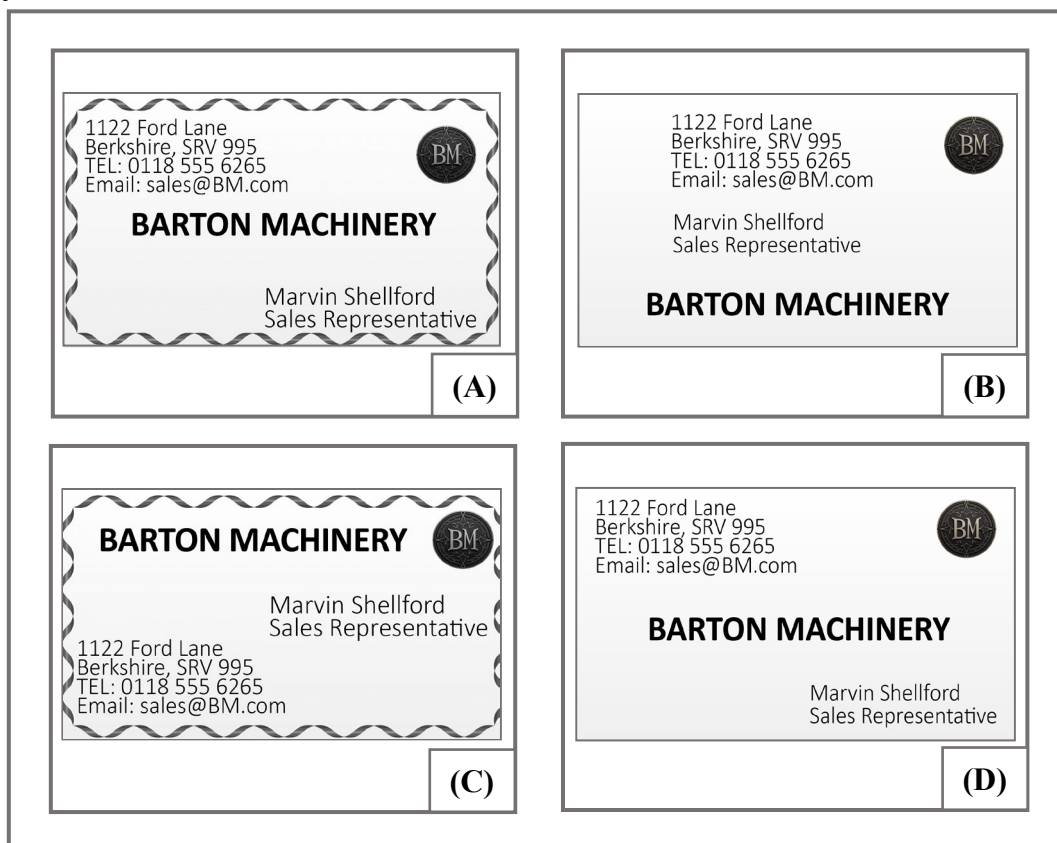 1122 Ford Lane
Berkshire, SRV 995
TEL: 0118 555 6265
Email: sales@BM.com
BM
BARTON MACHINERY
Marvin Shellford
Sales Representative
(A)
1122 Ford Lane
Berkshire, SRV 995
TEL: 0118 555 6265
Email: sales@BM.com
BM
Marvin Shellford
Sales Representative
BARTON MACHINERY
(B)
BARTON MACHINERY
BM
Marvin Shellford
Sales Representative
1122 Ford Lane
Berkshire, SRV 995
TEL: 0118 555 6265
Email: sales@BM.com
(C)
1122 Ford Lane
Berkshire, SRV 995
TEL: 0118 555 6265
Email: sales@BM.com
BM
BARTON MACHINERY
Marvin Shellford
Sales Representative
(D)